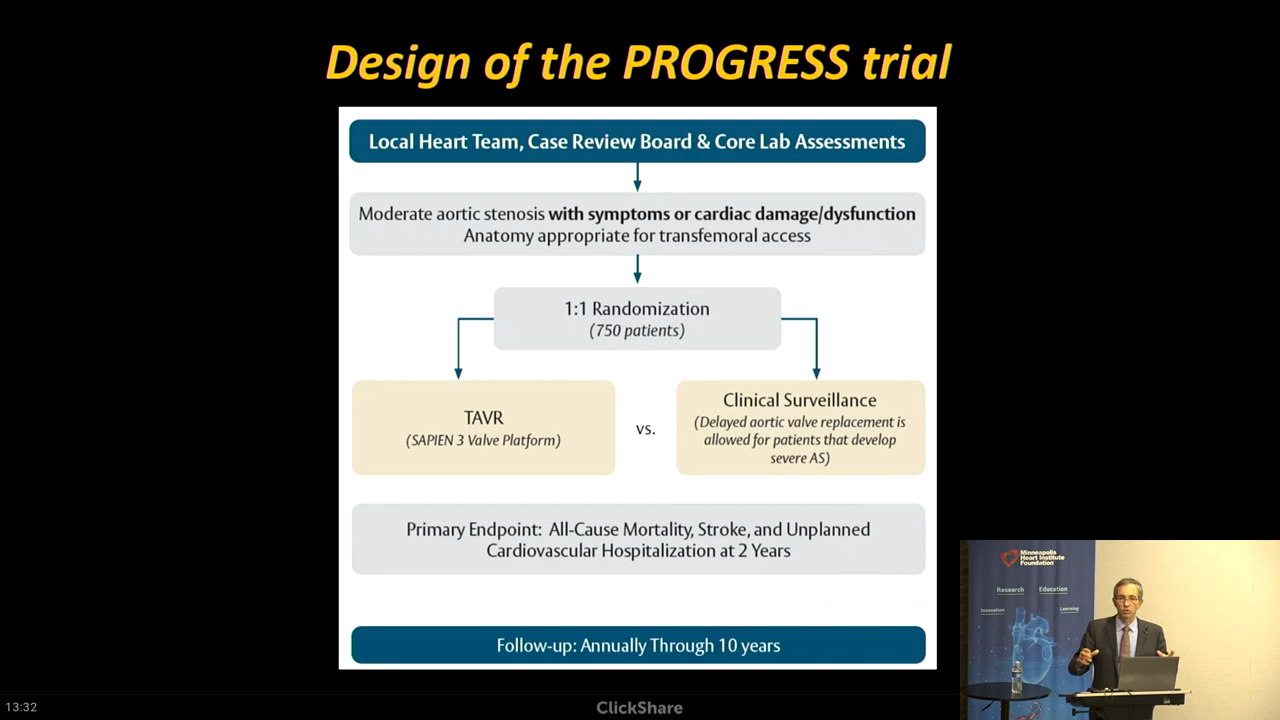 Design of the PROGRESS trial
Local Heart Team, Case Review Board & Core Lab Assessments
Moderate aortic stenosis with symptoms or cardiac damage/dysfunction
Anatomy appropriate for transfemoral access
1:1 Randomization
(750 patients)
TAVR
(SAPIEN 3 Valve Platform)
vs.
Clinical Surveillance
(Delayed aortic valve replacement is
allowed for patients that develop
severe AS)
Primary Endpoint: All-Cause Mortality, Stroke, and Unplanned
Cardiovascular Hospitalization at 2 Years
Follow-up: Annually Through 10 years
Minneapolis
Heart Institute
Foundation
Research Education
Innovation Learning
13:32
ClickShare